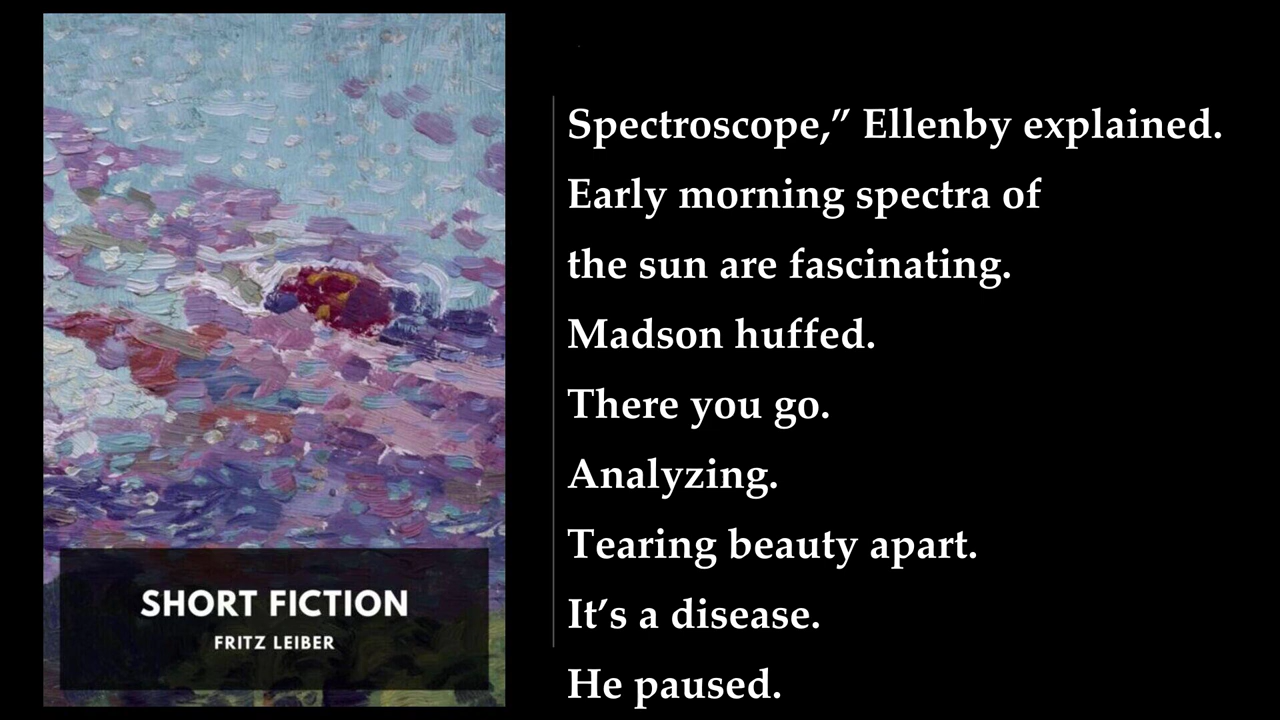 SHORT FICTION
FRITZ LEIBER
Spectroscope,” Ellenby explained.
Early morning spectra of
the sun are fascinating.
Madson huffed.
There you go.
Analyzing.
Tearing beauty apart.
It’s a disease.
He paused.